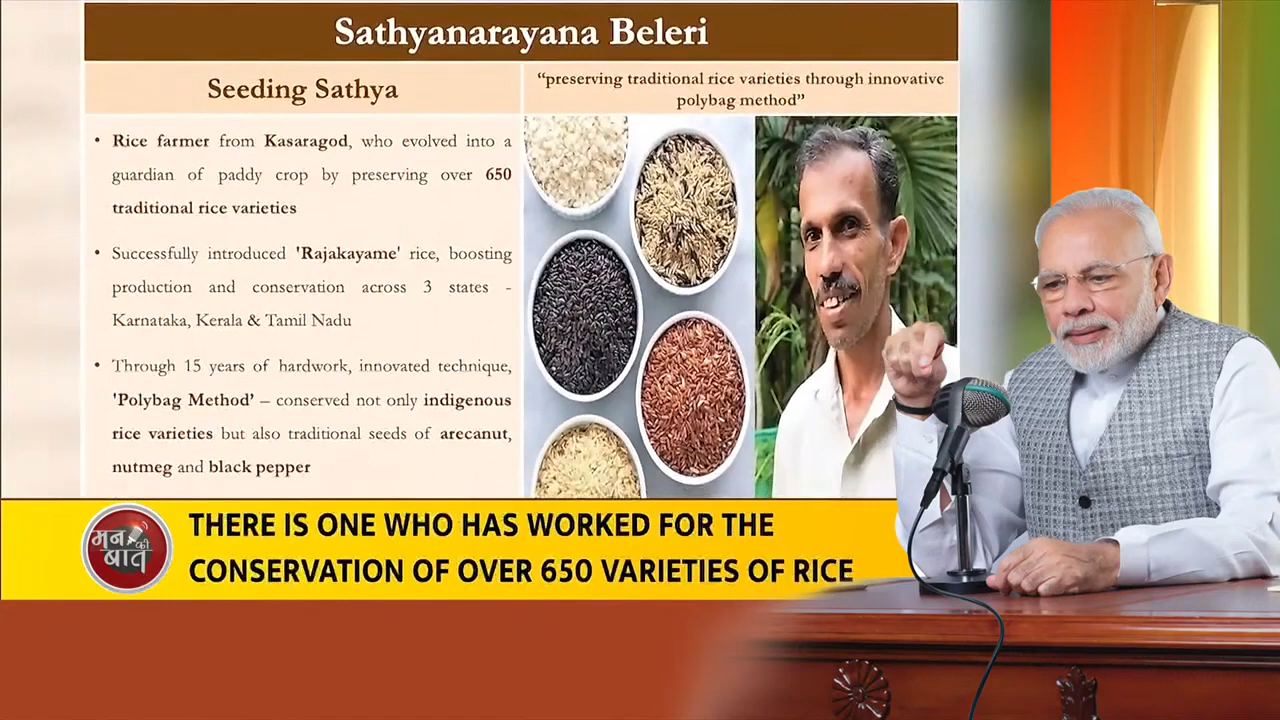 Sathyanarayana Beleri
Seeding Sathya
“preserving traditional rice varieties through innovative
polybag method”
• Rice farmer from Kasaragod, who evolved into a
guardian of paddy crop by preserving over 650
traditional rice varieties
• Successfully introduced 'Rajakayame' rice, boosting
production and conservation across 3 states -
Karnataka, Kerala & Tamil Nadu
• Through 15 years of hardwork, innovated technique,
'Polybag Method’ – conserved not only indigenous
rice varieties but also traditional seeds of arecanut,
nutmeg and black pepper
मन
की
बात
THERE IS ONE WHO HAS WORKED FOR THE
CONSERVATION OF OVER 650 VARIETIES OF RICE